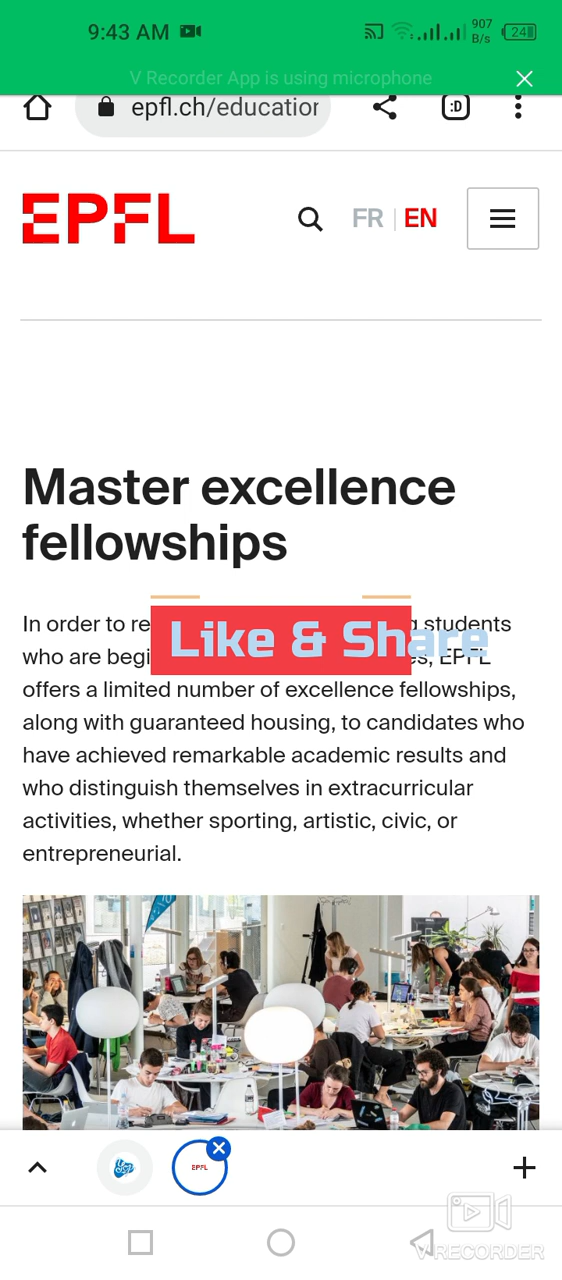 9:43 AM
907
B/s
24
V Recorder App is using microphone
epfl.ch/education
:D
EPFL
FR | EN
Master excellence
fellowships
In order to re students
who are begi es, EPFL
Like & Share
offers a limited number of excellence fellowships,
along with guaranteed housing, to candidates who
have achieved remarkable academic results and
who distinguish themselves in extracurricular
activities, whether sporting, artistic, civic, or
entrepreneurial.
EPFL
V RECORDER